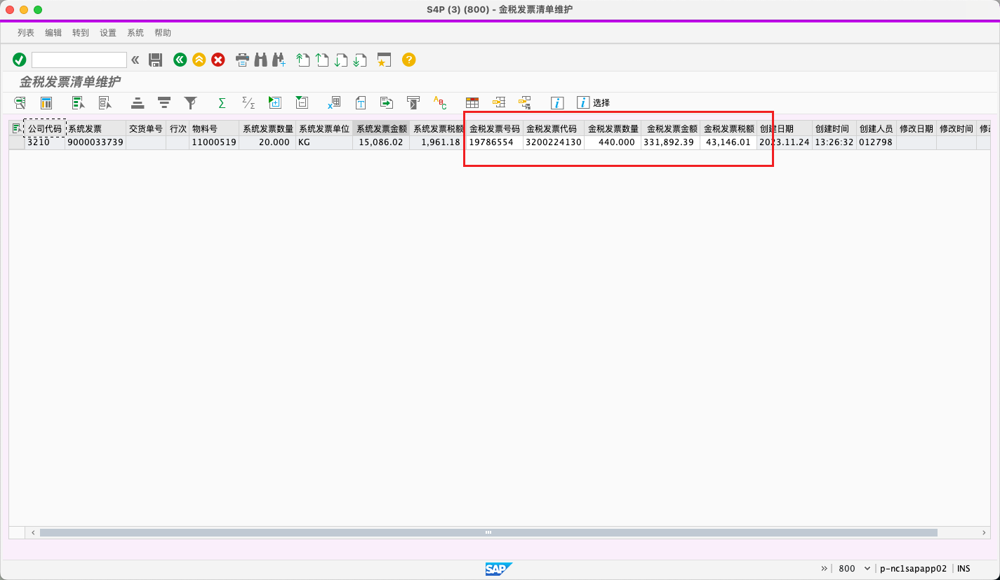 S4P (3) (800) - 金税发票清单维护
列表 编辑 转到 设置 系统 帮助
金税发票清单维护
选择
公司代码 系统发票 交货单号 行次 物料号 系统发票数量 系统发票单位 系统发票金额 系统发票税额 金税发票号码 金税发票代码 金税发票数量 金税发票金额 金税发票税额 创建日期 创建时间 创建人员 修改日期 修改时间 修
3210 9000033739 11000519 20.000 KG 15,086.02 1,961.18 19786554 3200224130 440.000 331,892.39 43,146.01 2023.11.24 13:26:32 012798
SAP 800 p-nc1sapapp02 INS